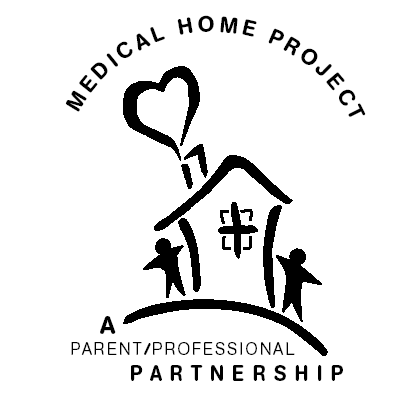 MEDICAL HOME PROJECT
A
PARENT/PROFESSIONAL
PARTNERSHIP